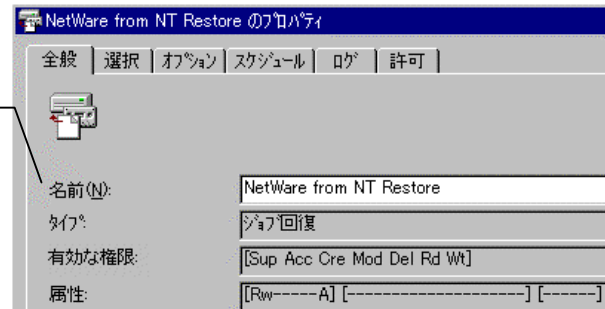 NetWare from NT Restore のプロパティ
全般 選択 オプション スケジュール ログ 許可
名前(N): NetWare from NT Restore
タイプ: ジョブ回復
有効な権限: [Sup Acc Cre Mod Del Rd Wt]
属性: [Rw-----A] [---------------------] [------]